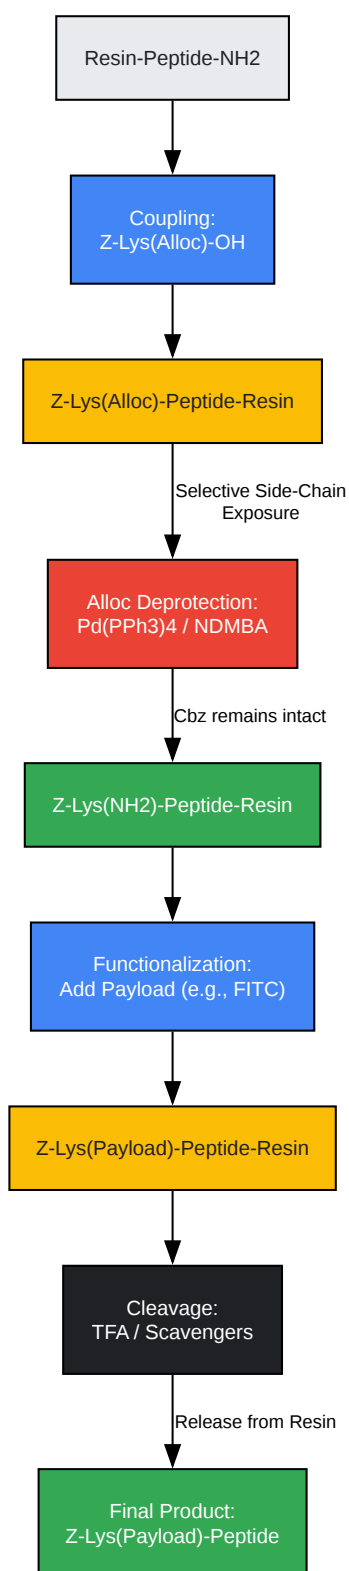 Resin-Peptide-NH2
Coupling:
Z-Lys(Alloc)-OH
Z-Lys(Alloc)-Peptide-Resin
Selective Side-Chain
Exposure
Alloc Deprotection:
Pd(PPh3)4 / NDMBA
Cbz remains intact
Z-Lys(NH2)-Peptide-Resin
Functionalization:
Add Payload (e.g., FITC)
Z-Lys(Payload)-Peptide-Resin
Cleavage:
TFA / Scavengers
Release from Resin
Final Product:
Z-Lys(Payload)-Peptide